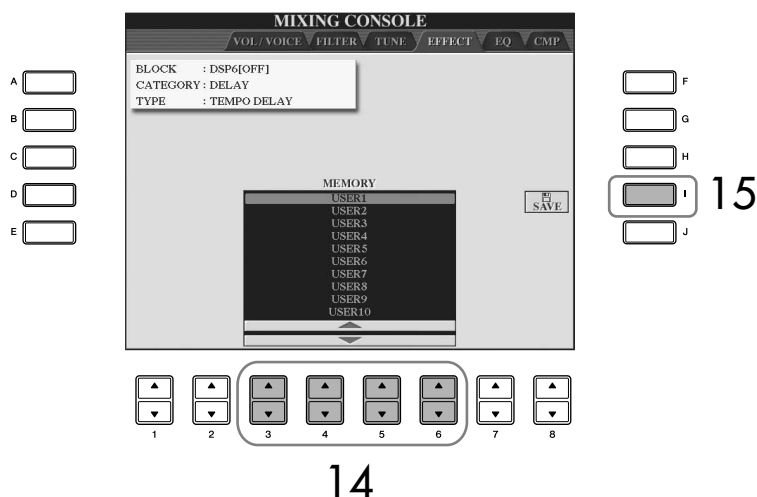 MIXING CONSOLE
VOL/VOICE FILTER TUNE EFFECT EQ CMP
BLOCK : DSP6[OFF]
CATEGORY : DELAY
TYPE : TEMPO DELAY
A
B
C
D
E
F
G
H
I
J
15
MEMORY
USER1
USER2
USER3
USER4
USER5
USER6
USER7
USER8
USER9
USER10
SAVE
1 2 3 4 5 6 7 8
14